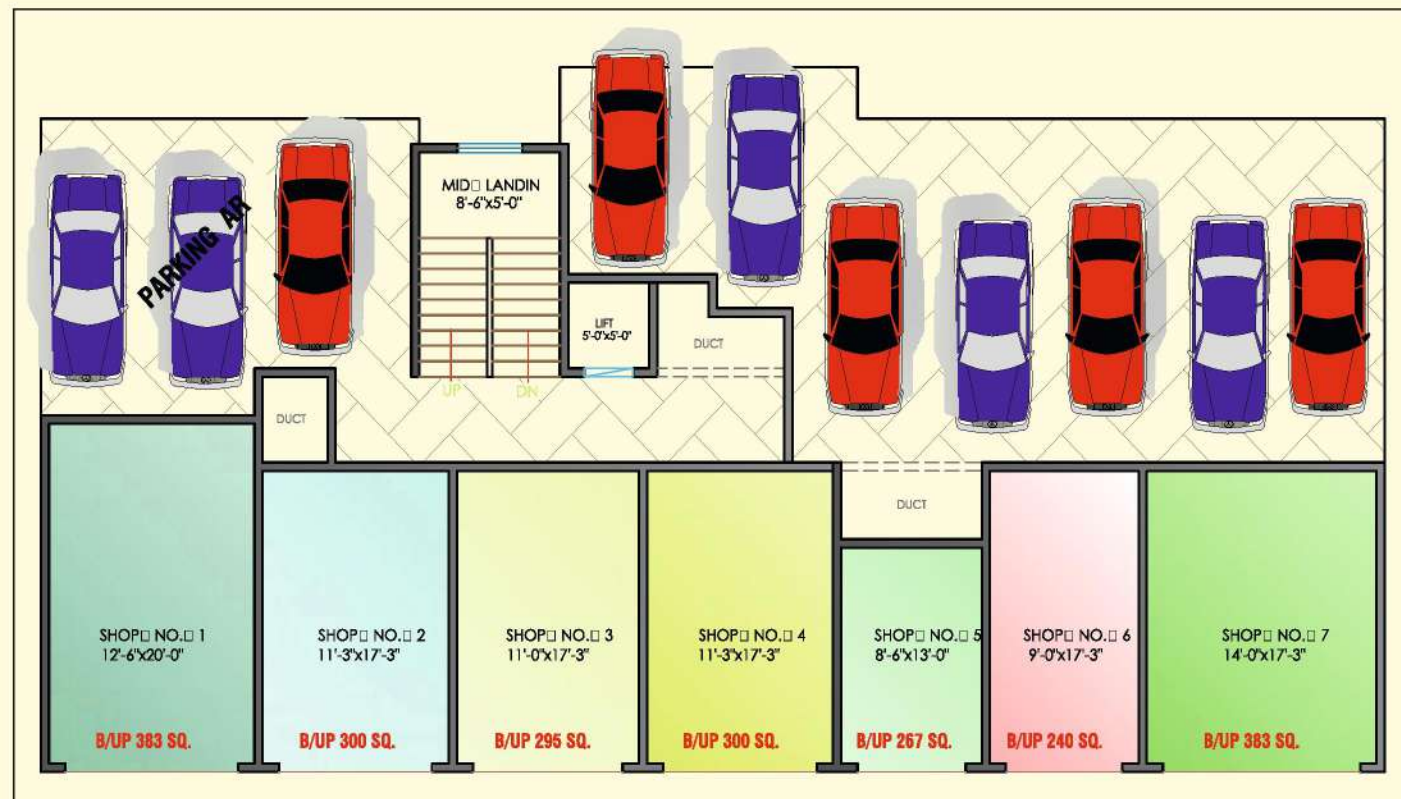 MID□ LANDIN
8'-6"x5'-0"
PARKING AR
LIFT
5'-0"x5'-0"
DUCT
UP
DN
DUCT
DUCT
SHOP□ NO.□ 1
12'-6"x20'-0"
SHOP□ NO.□ 2
11'-3"x17'-3"
SHOP□ NO.□ 3
11'-0"x17'-3"
SHOP□ NO.□ 4
11'-3"x17'-3"
SHOP□ NO.□ 5
8'-6"x13'-0"
SHOP□ NO.□ 6
9'-0"x17'-3"
SHOP□ NO.□ 7
14'-0"x17'-3"
B/UP 383 SQ.
B/UP 300 SQ.
B/UP 295 SQ.
B/UP 300 SQ.
B/UP 267 SQ.
B/UP 240 SQ.
B/UP 383 SQ.